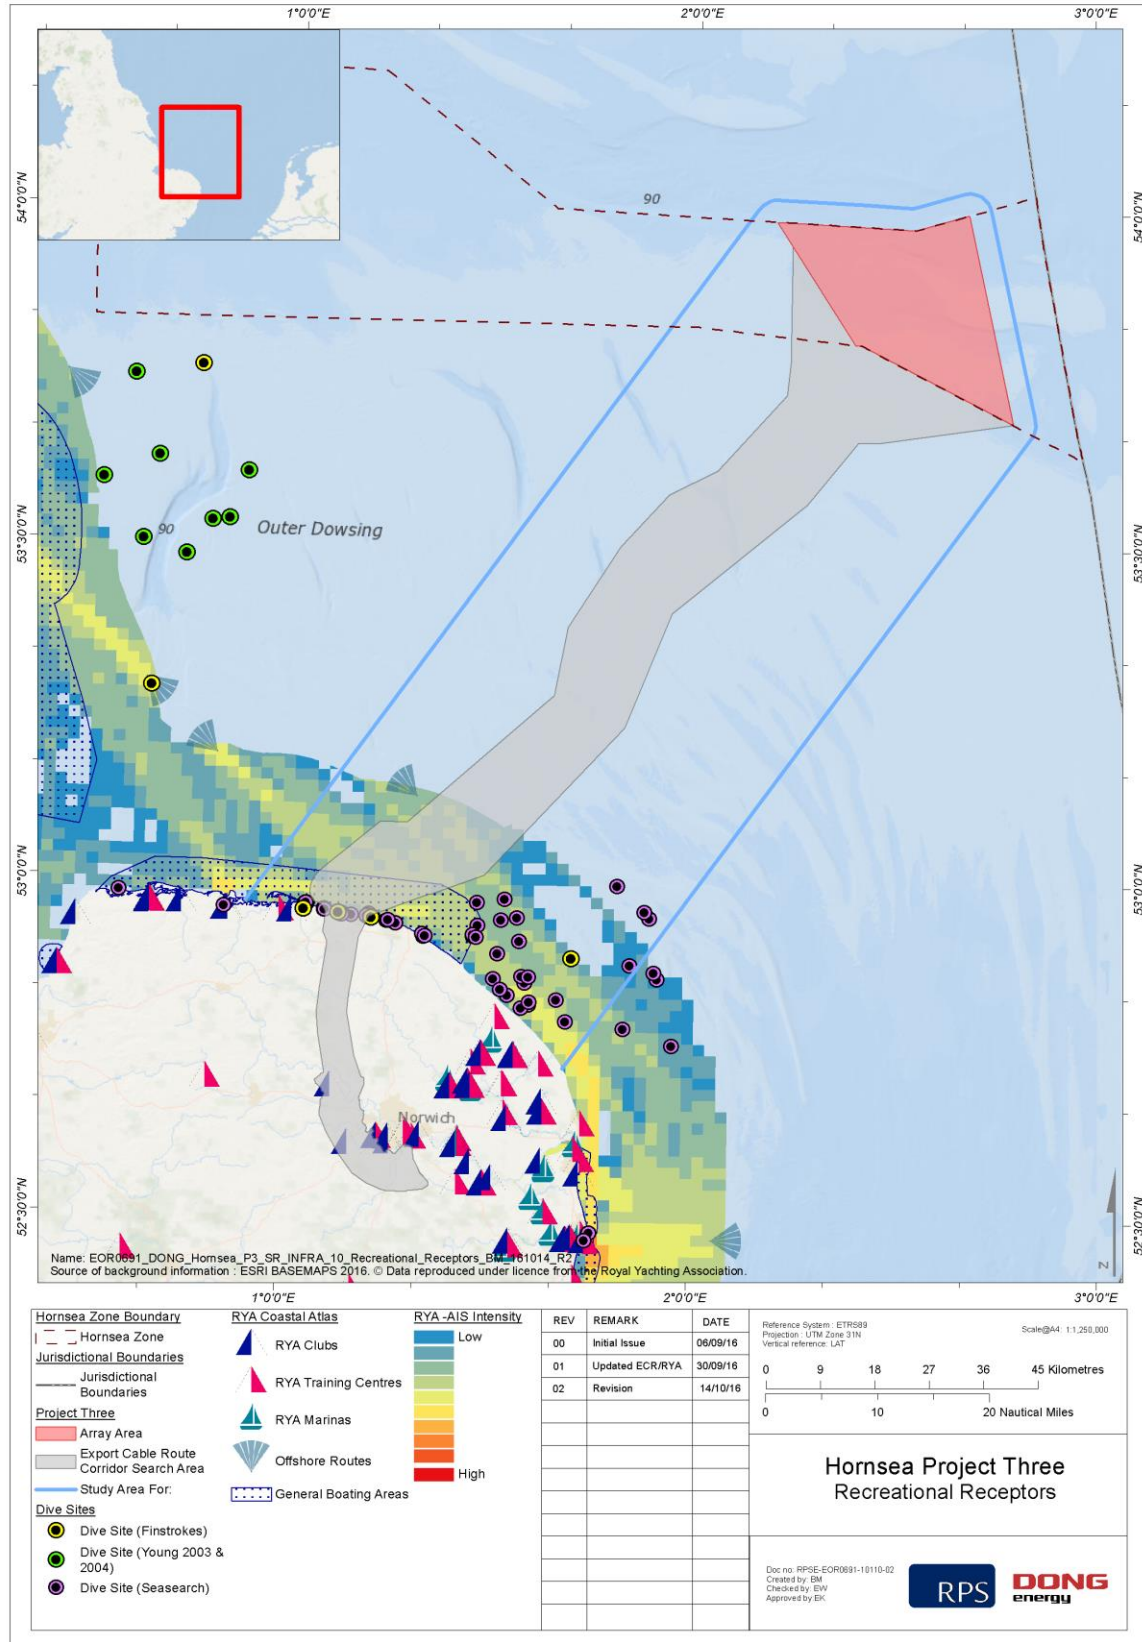 1°0'0"E
2°0'0"E
3°0'0"E
54°0'0"N
54°0'0"N
90
90
Outer Dowsing
53°30'0"N
53°30'0"N
53°0'0"N
53°0'0"N
Norwich
52°30'0"N
52°30'0"N
Z
Name: EOR0691_DONG_Hornsea_P3_SR_INFRA_10_Recreational_Receptors_BM_161014_R2
Source of background information : ESRI BASEMAPS 2016. © Data reproduced under licence from the Royal Yachting Association.
1°0'0"E
2°0'0"E
3°0'0"E
Hornsea Zone Boundary
Hornsea Zone
Jurisdictional Boundaries
Jurisdictional
Boundaries
Project Three
Array Area
Export Cable Route
Corridor Search Area
Study Area For:
Dive Sites
Dive Site (Finstrokes)
Dive Site (Young 2003 &
2004)
Dive Site (Seasearch)
RYA Coastal Atlas
RYA Clubs
RYA Training Centres
RYA Marinas
Offshore Routes
General Boating Areas
RYA -AIS Intensity
Low
High
REV REMARK DATE
00 Initial Issue 06/09/16
01 Updated ECR/RYA 30/09/16
02 Revision 14/10/16
Reference System : ETRS89
Projection : UTM Zone 31N
Vertical reference: LAT
Scale@A4: 1:1,250,000
0 9 18 27 36 45 Kilometres
0 10 20 Nautical Miles
Hornsea Project Three
Recreational Receptors
Doc no: RPSE-EOR0691-10110-02
Created by: BM
Checked by: EW
Approved by:EK
RPS
DONG
energy